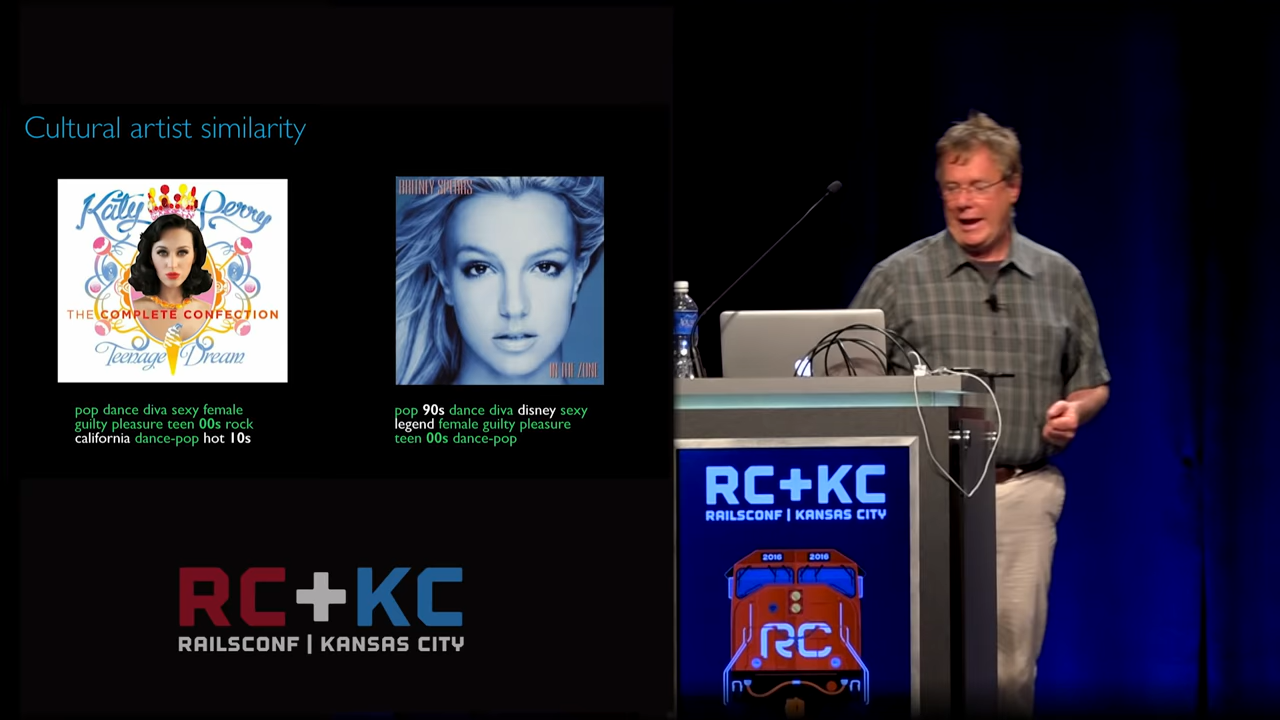 Cultural artist similarity
Katy Perry
THE COMPLETE CONFECTION
Teenage Dream
pop dance diva sexy female
guilty pleasure teen 00s rock
california dance-pop hot 10s
BRITNEY SPEARS
IN THE ZONE
pop 90s dance diva disney sexy
legend female guilty pleasure
teen 00s dance-pop
RC+KC
RAILSCONF | KANSAS CITY
RC+KC
RAILSCONF | KANSAS CITY
2016 2016
RC